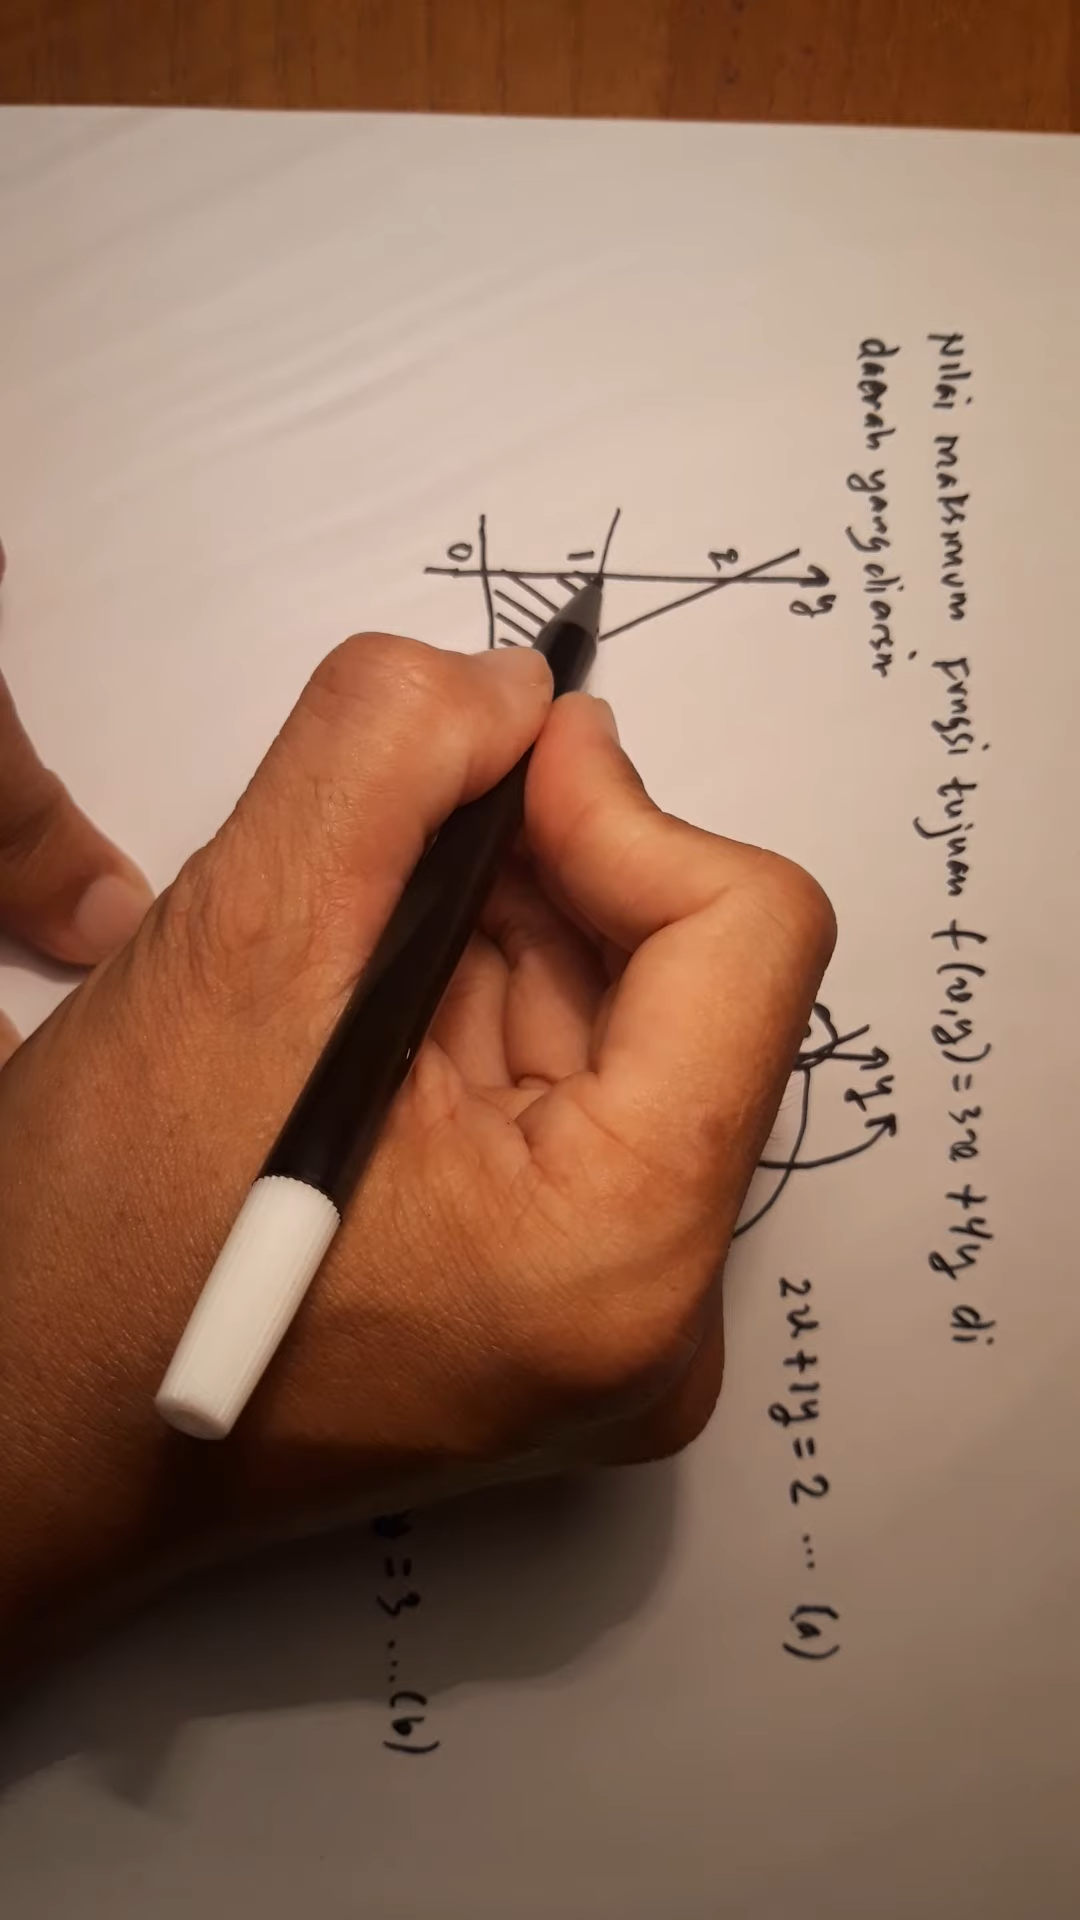 Nilai maksimum Fungsi tujuan f(x,y) = 3x + 4y di
daerah yang diarsir
y
2
1
0
y
2x + 1y = 2 ... (a)
= 3 ... (b)